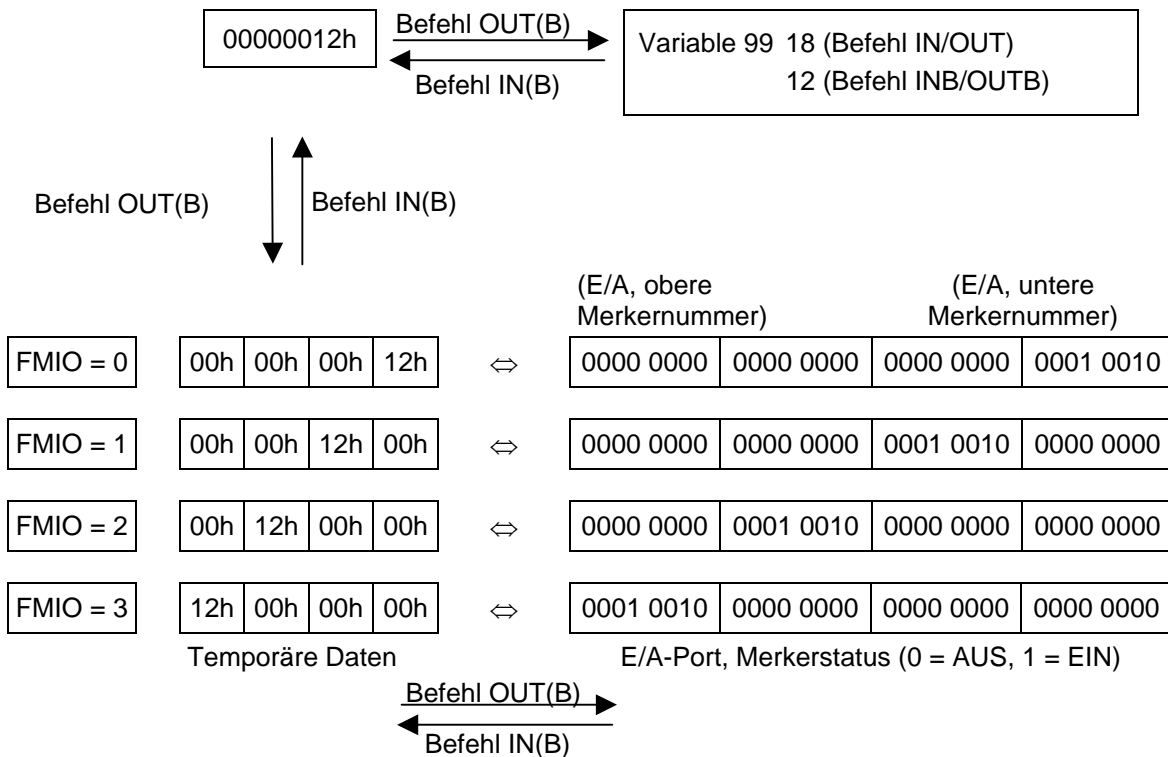 00000012h
Befehl OUT(B)
Befehl IN(B)
Variable 99 18 (Befehl IN/OUT)
12 (Befehl INB/OUTB)
Befehl OUT(B)
Befehl IN(B)
(E/A, obere
Merkernummer)
(E/A, untere
Merkernummer)
FMIO = 0 00h 00h 00h 12h ⇔ 0000 0000 0000 0000 0000 0000 0001 0010
FMIO = 1 00h 00h 12h 00h ⇔ 0000 0000 0000 0000 0001 0010 0000 0000
FMIO = 2 00h 12h 00h 00h ⇔ 0000 0000 0001 0010 0000 0000 0000 0000
FMIO = 3 12h 00h 00h 00h ⇔ 0001 0010 0000 0000 0000 0000 0000 0000
Temporäre Daten
E/A-Port, Merkerstatus (0 = AUS, 1 = EIN)
Befehl OUT(B)
Befehl IN(B)